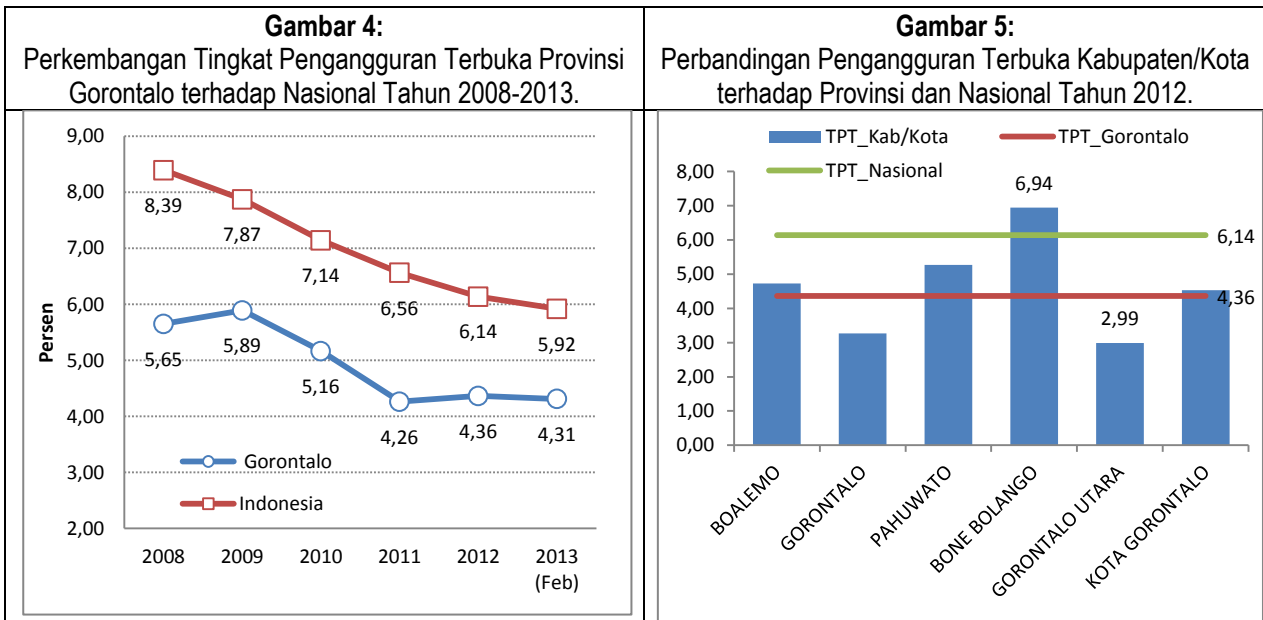 Gambar 4:
Perkembangan Tingkat Pengangguran Terbuka Provinsi
Gorontalo terhadap Nasional Tahun 2008-2013.
9,00
8,00
7,00
6,00
5,00
4,00
3,00
2,00
Persen
8,39
7,87
7,14
6,56
6,14
5,92
5,65
5,89
5,16
4,26
4,36
4,31
Gorontalo
Indonesia
2008
2009
2010
2011
2012
2013
(Feb)
Gambar 5:
Perbandingan Pengangguran Terbuka Kabupaten/Kota
terhadap Provinsi dan Nasional Tahun 2012.
TPT_Kab/Kota
TPT_Gorontalo
TPT_Nasional
8,00
7,00
6,00
5,00
4,00
3,00
2,00
1,00
0,00
6,94
6,14
4,36
2,99
BOALEMO
GORONTALO
PAHUWATO
BONE BOLANGO
GORONTALO UTARA
KOTA GORONTALO